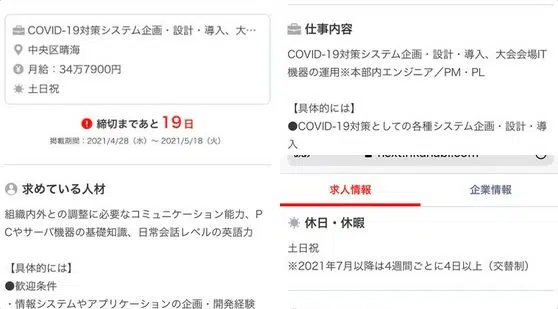 COVID-19対策システム企画・設計・導入、大…
中央区晴海
月給：34万7900円
土日祝
締切まであと19日
掲載期間：2021/4/28（水）～2021/5/18（火）
求めている人材
組織内外との調整に必要なコミュニケーション能力、P
Cやサーバ機器の基礎知識、日常会話レベルの英語力
【具体的には】
●歓迎条件
・情報システムやアプリケーションの企画・開発経験
仕事内容
COVID-19対策システム企画・設計・導入、大会会場IT
機器の運用※本部内エンジニア／PM・PL
【具体的には】
●COVID-19対策としての各種システム企画・設計・導
入
求人情報
企業情報
休日・休暇
土日祝
※2021年7月以降は4週間ごとに4日以上（交替制）